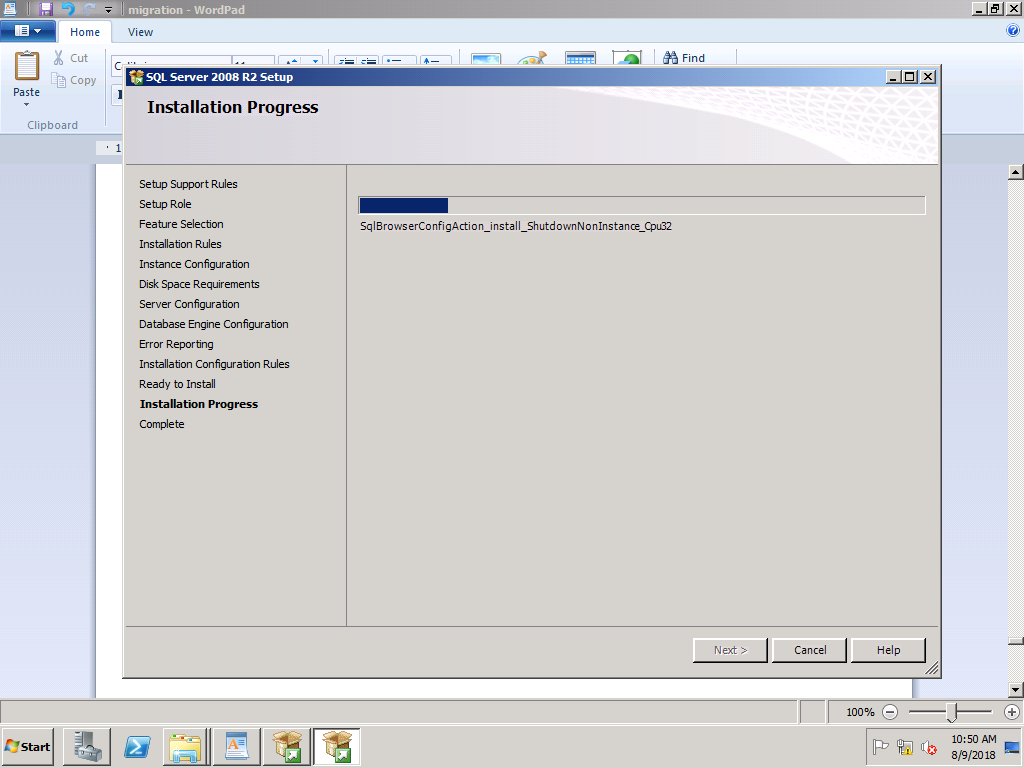 migration - WordPad
Home
View
Paste
Cut
Copy
Clipboard
Find
SQL Server 2008 R2 Setup
Installation Progress
1
Setup Support Rules
Setup Role
Feature Selection
Installation Rules
Instance Configuration
Disk Space Requirements
Server Configuration
Database Engine Configuration
Error Reporting
Installation Configuration Rules
Ready to Install
Installation Progress
Complete
SqlBrowserConfigAction_install_ShutdownNonInstance_Cpu32
Next >
Cancel
Help
100%
Start
10:50 AM
8/9/2018